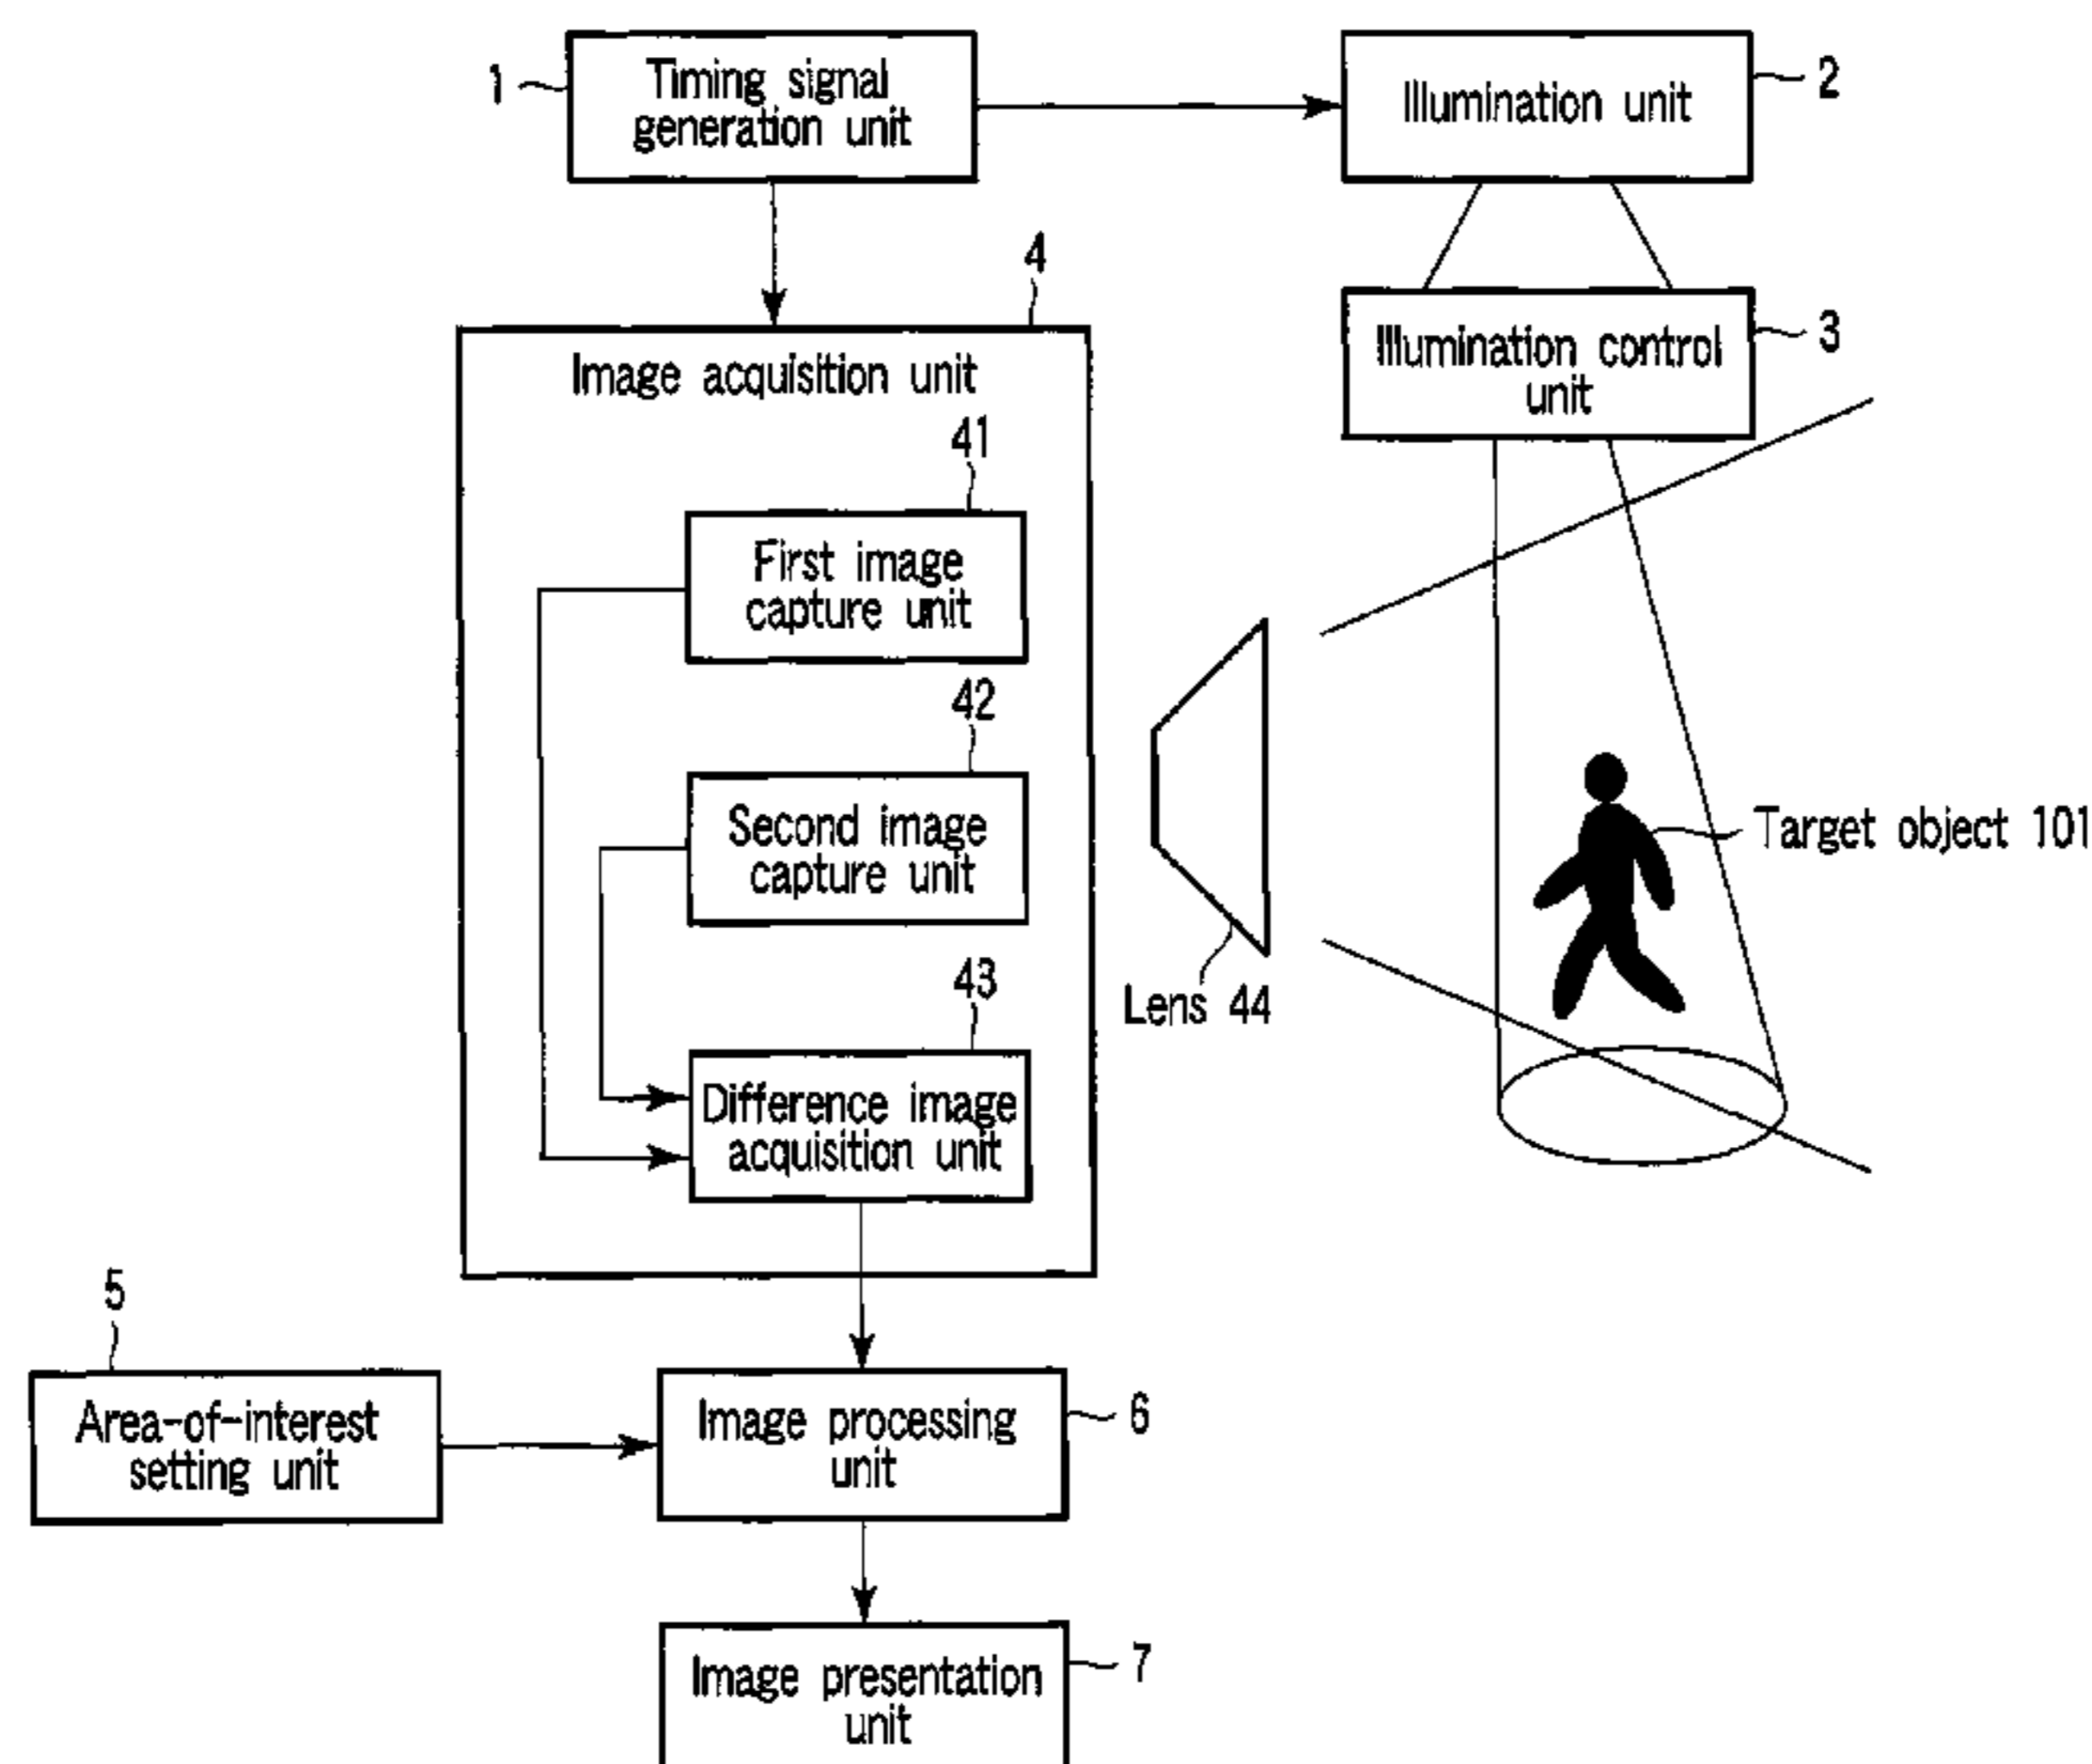 1
Timing signal
generation unit
Illumination unit
2
4
Illumination control
unit
3
Image acquisition unit
41
First image
capture unit
42
Second image
capture unit
Target object 101
43
Lens 44
Difference image
acquisition unit
5
Area-of-interest
setting unit
Image processing
unit
6
Image presentation
unit
7